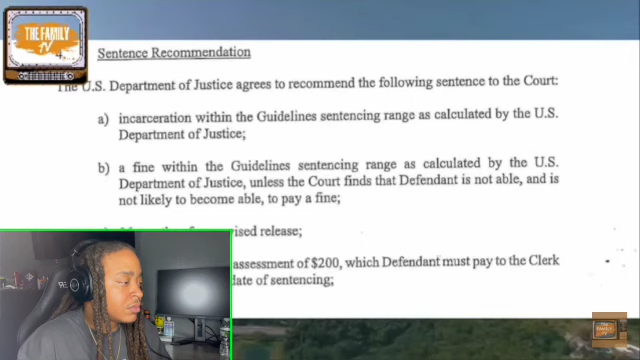 THE FAMILY
TV
Sentence Recommendation
The U.S. Department of Justice agrees to recommend the following sentence to the Court:
a) incarceration within the Guidelines sentencing range as calculated by the U.S.
Department of Justice;
b) a fine within the Guidelines sentencing range as calculated by the U.S.
Department of Justice, unless the Court finds that Defendant is not able, and is
not likely to become able, to pay a fine;
release;
assessment of $200, which Defendant must pay to the Clerk
date of sentencing;